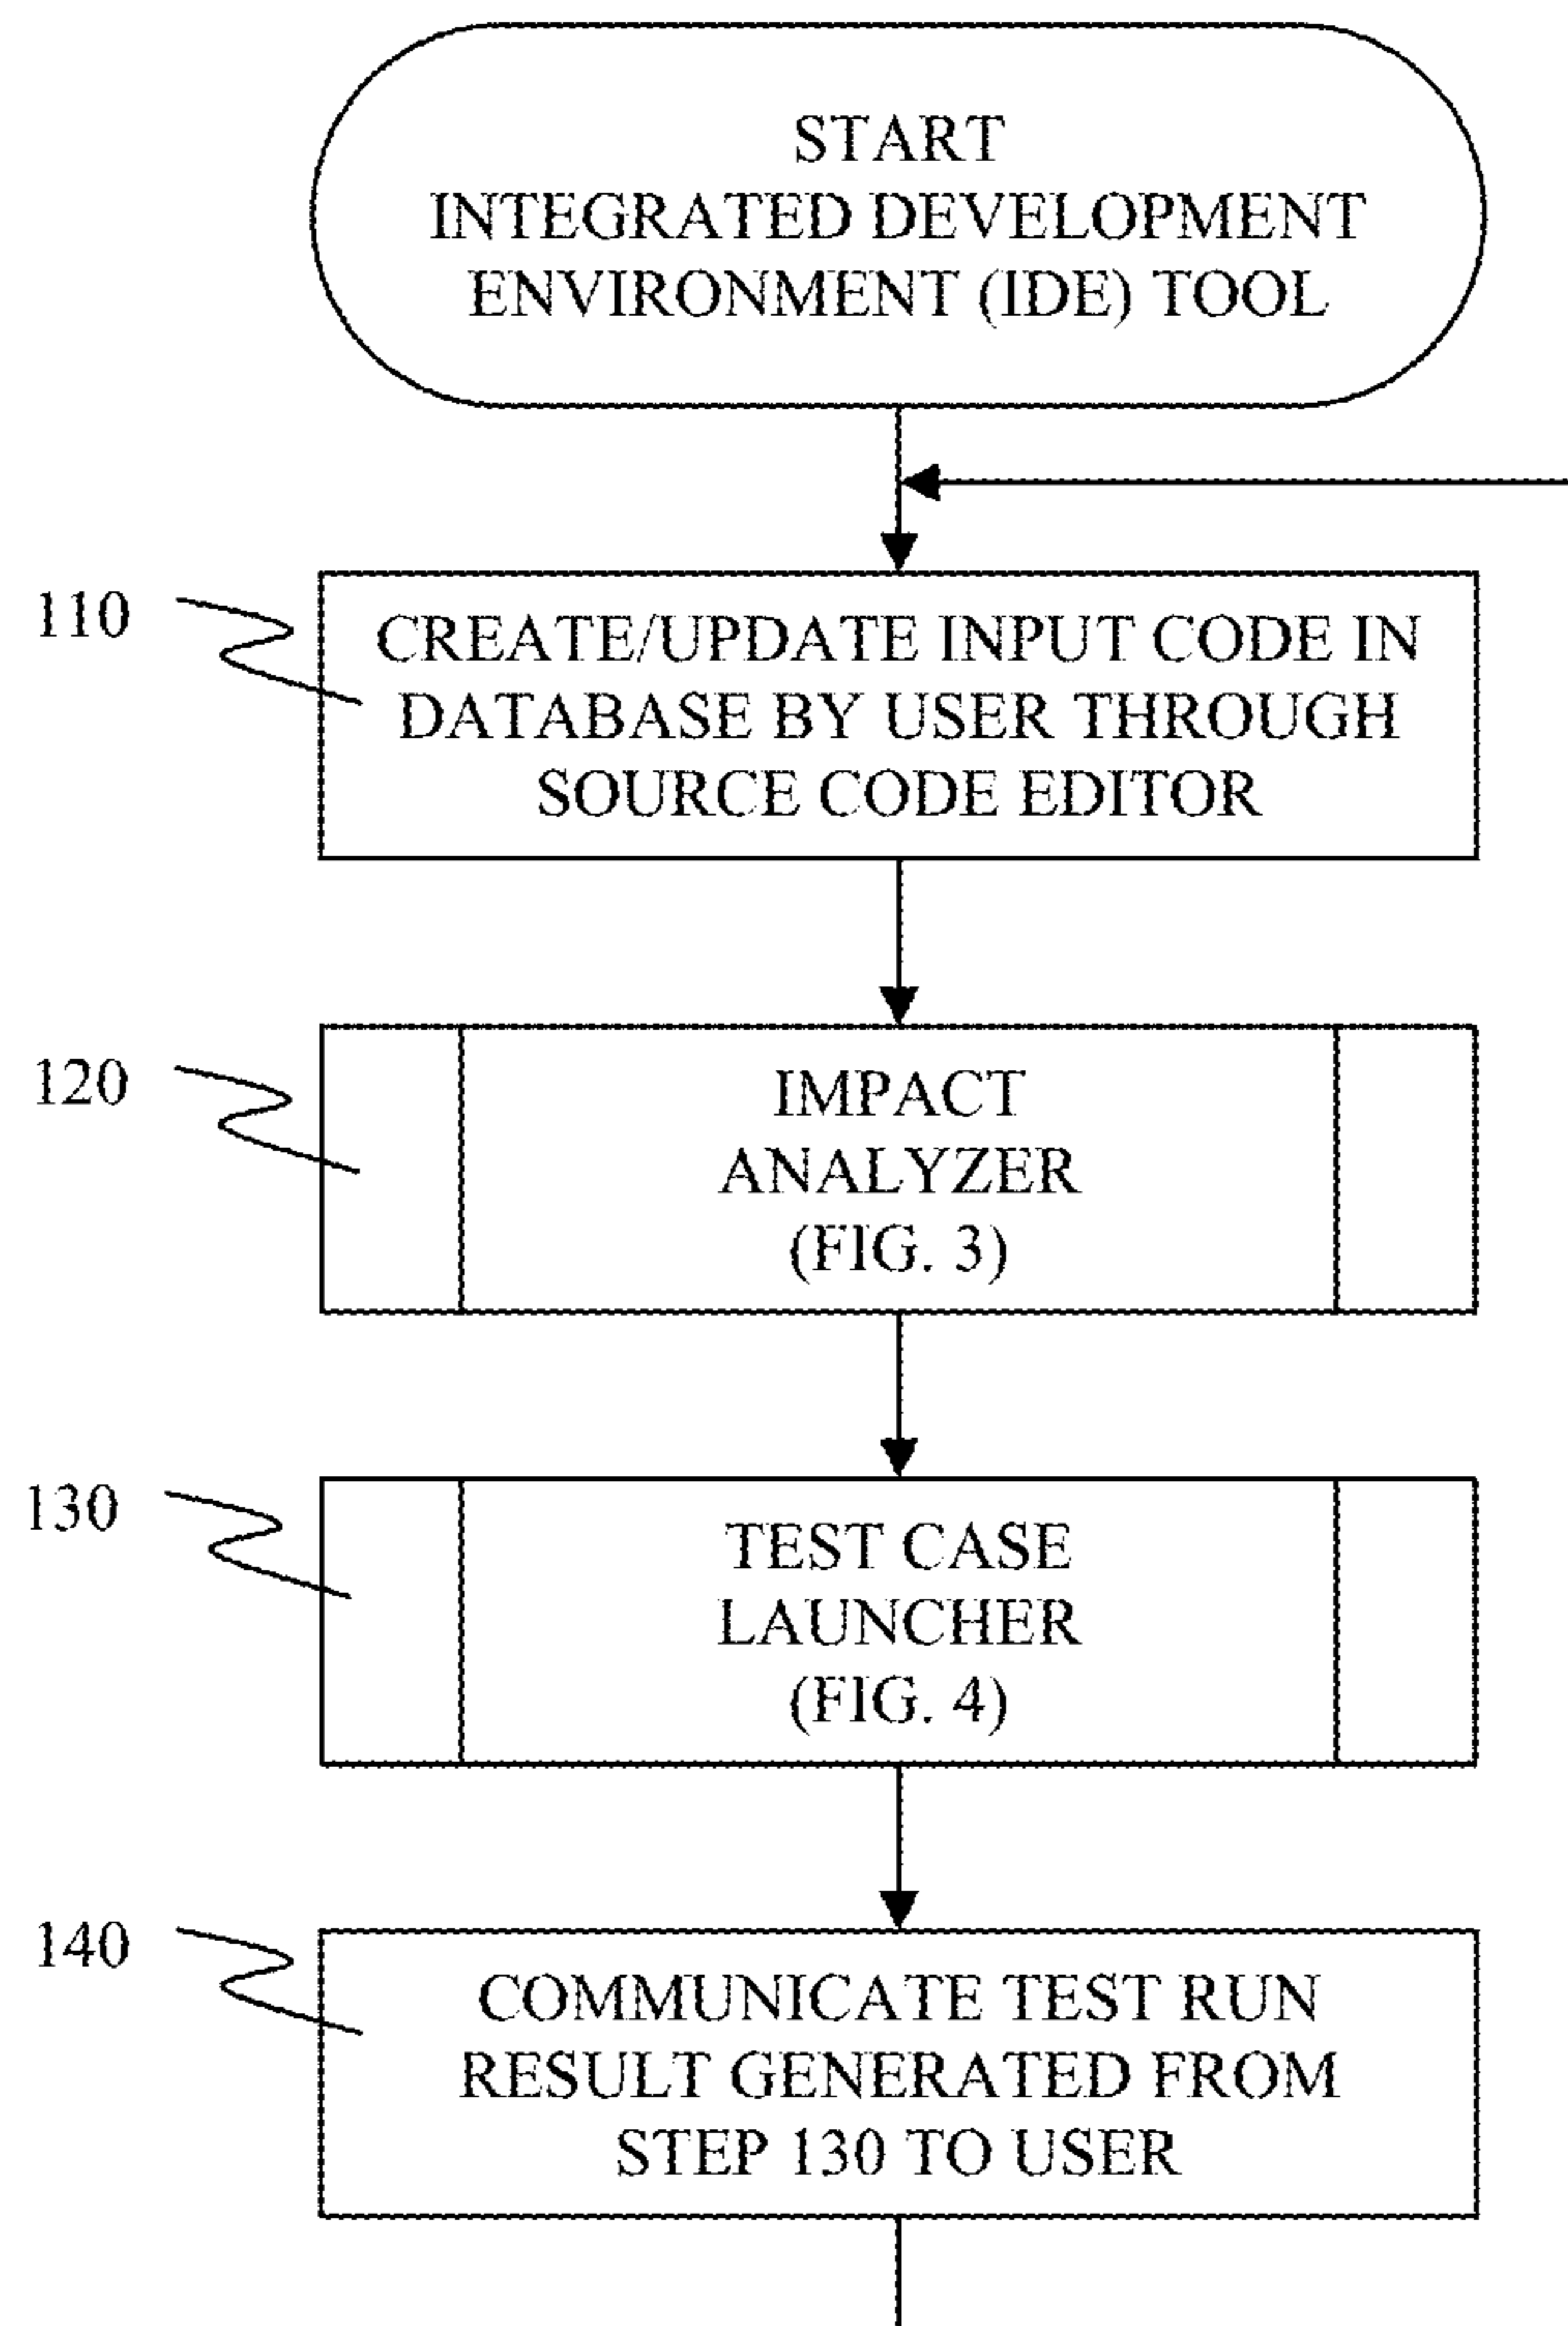 START
INTEGRATED DEVELOPMENT
ENVIRONMENT (IDE) TOOL
110
CREATE/UPDATE INPUT CODE IN
DATABASE BY USER THROUGH
SOURCE CODE EDITOR
120
IMPACT
ANALYZER
(FIG. 3)
130
TEST CASE
LAUNCHER
(FIG. 4)
140
COMMUNICATE TEST RUN
RESULT GENERATED FROM
STEP 130 TO USER